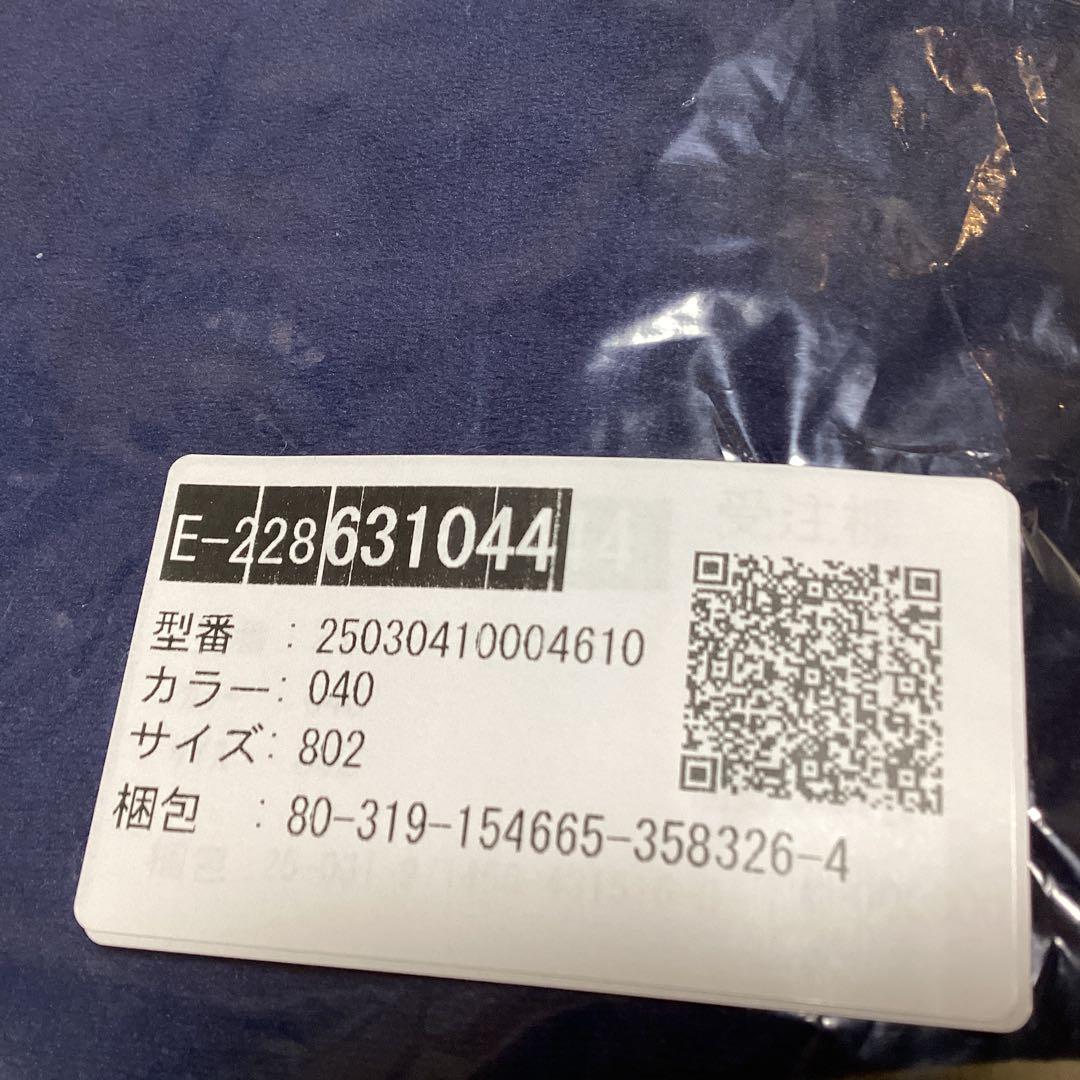 E-228631044
型番 : 25030410004610
カラー: 040
サイズ: 802
梱包 : 80-319-154665-358326-4